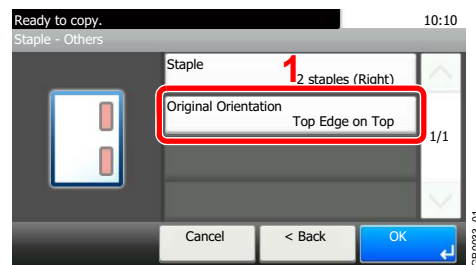 Ready to copy.
10:10
Staple - Others
Staple
1
2 staples (Right)
Original Orientation
Top Edge on Top
1/1
Cancel
< Back
OK